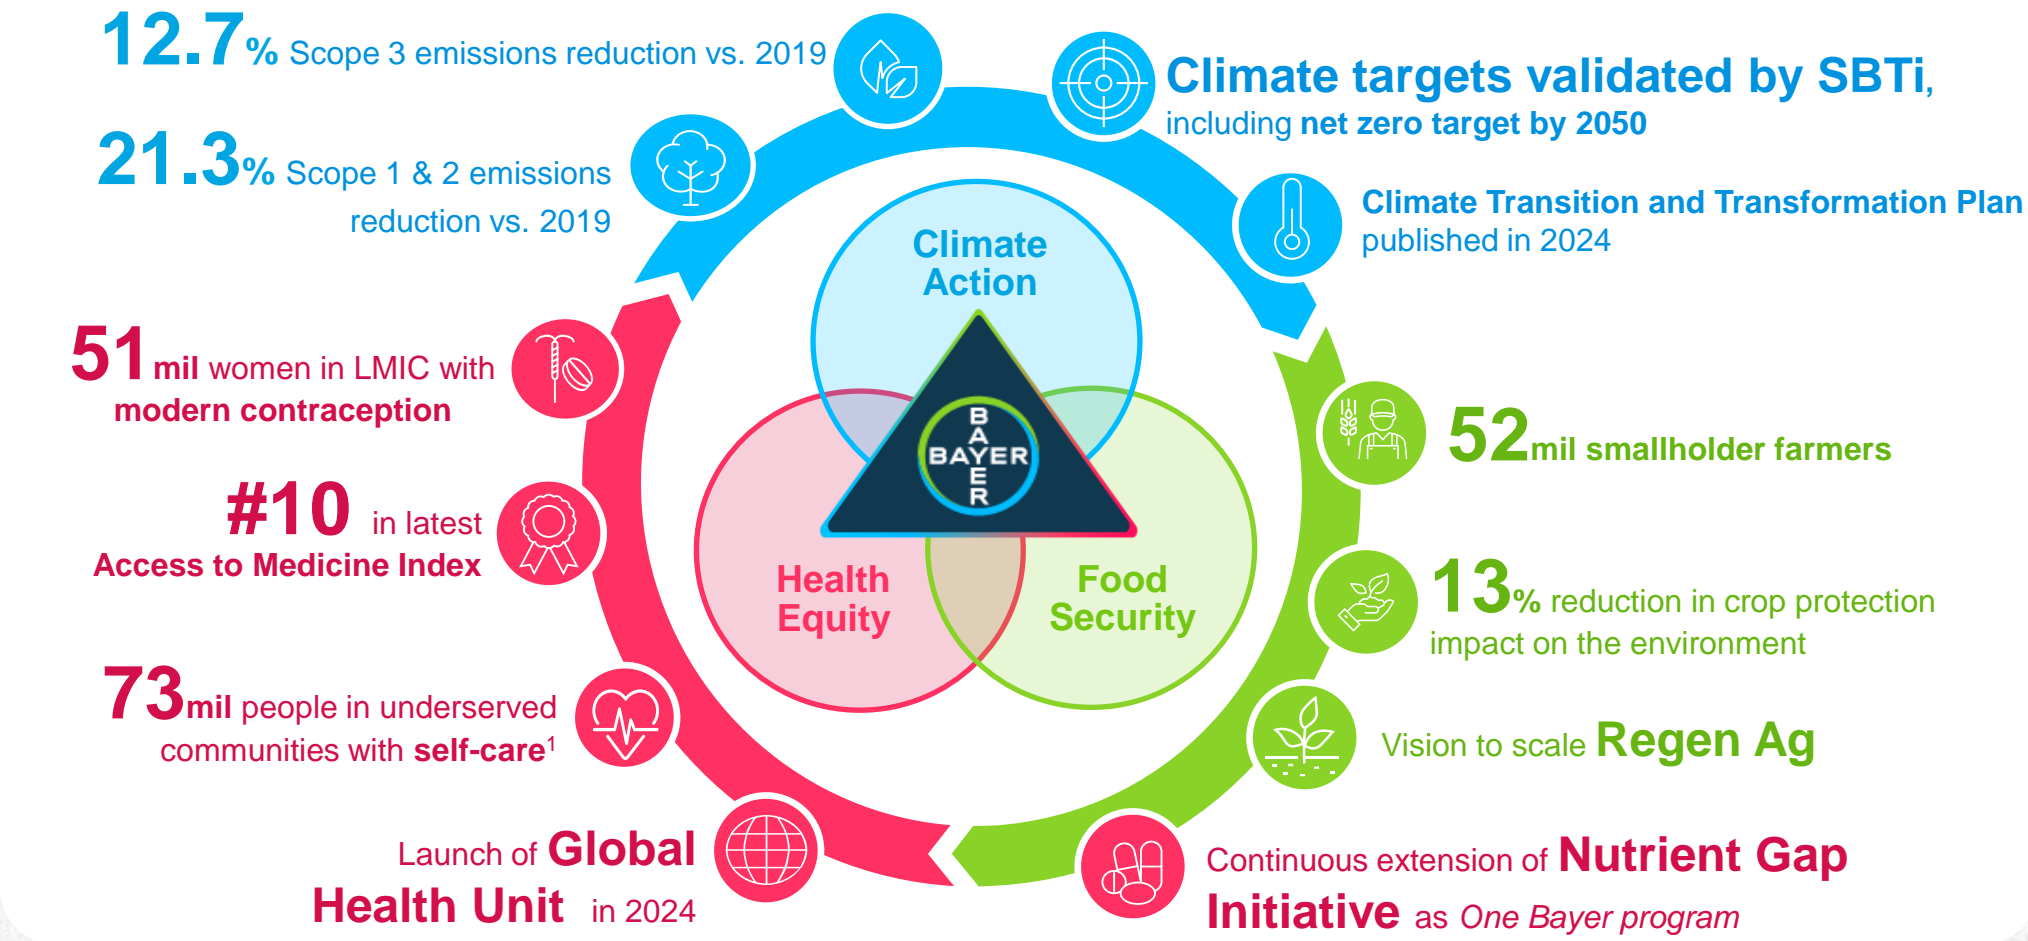 12.7% Scope 3 emissions reduction vs. 2019
21.3% Scope 1 & 2 emissions
reduction vs. 2019
Climate targets validated by SBTi,
including net zero target by 2050
Climate Transition and Transformation Plan
published in 2024
Climate
Action
BAYER
BAYER
Health
Equity
Food
Security
51 mil women in LMIC with
modern contraception
#10 in latest
Access to Medicine Index
73 mil people in underserved
communities with self-care1
Launch of Global
Health Unit in 2024
52 mil smallholder farmers
13% reduction in crop protection
impact on the environment
Vision to scale Regen Ag
Continuous extension of Nutrient Gap
Initiative as One Bayer program